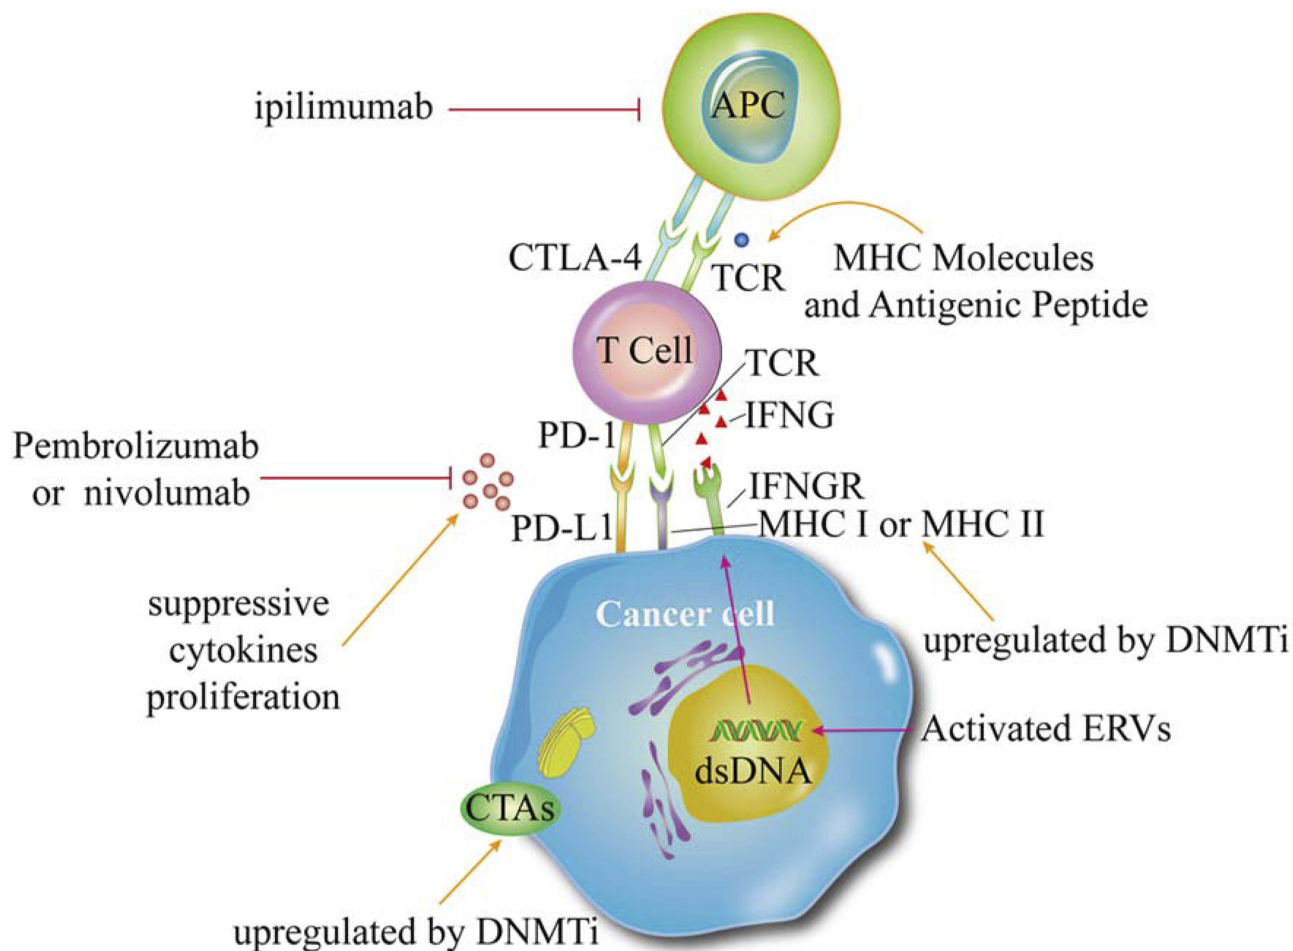 APC
ipilimumab
CTLA-4
TCR
MHC Molecules
and Antigenic Peptide
T Cell
TCR
IFNG
PD-1
Pembrolizumab
or nivolumab
IFNGR
PD-L1
MHC I or MHC II
suppressive
cytokines
proliferation
Cancer cell
upregulated by DNMTi
Activated ERVs
dsDNA
CTAs
upregulated by DNMTi